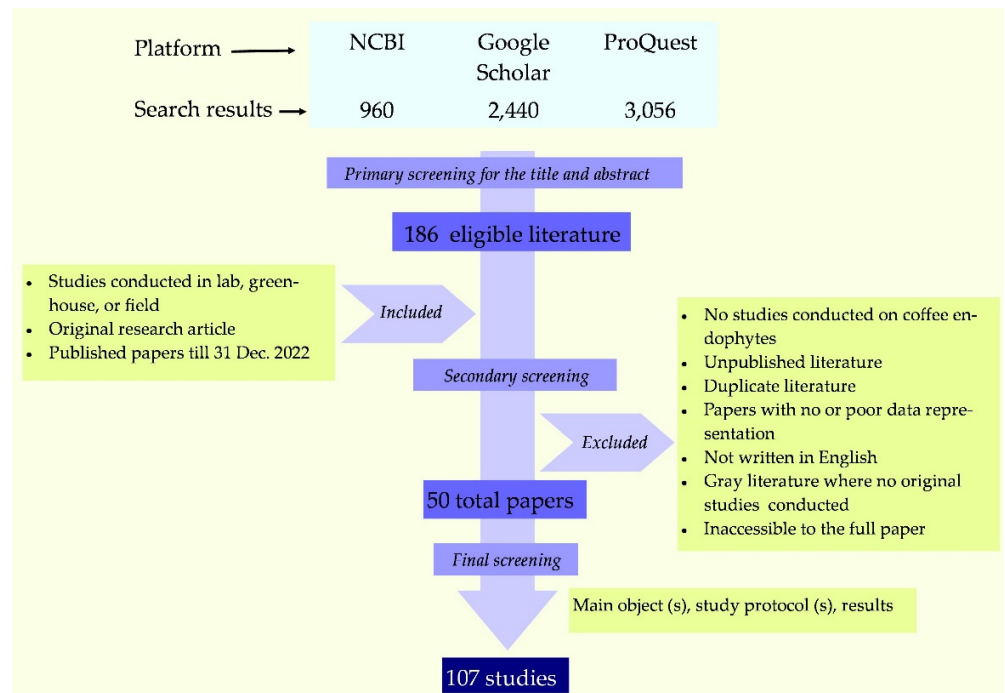 Platform
NCBI
Google
Scholar
ProQuest
Search results
960
2,440
3,056
Primary screening for the title and abstract
186 eligible literature
• Studies conducted in lab, green-
house, or field
• Original research article
• Published papers till 31 Dec. 2022
Included
Secondary screening
Excluded
• No studies conducted on coffee en-
dophytes
• Unpublished literature
• Duplicate literature
• Papers with no or poor data repre-
sentation
• Not written in English
• Gray literature where no original
studies conducted
• Inaccessible to the full paper
50 total papers
Final screening
Main object (s), study protocol (s), results
107 studies